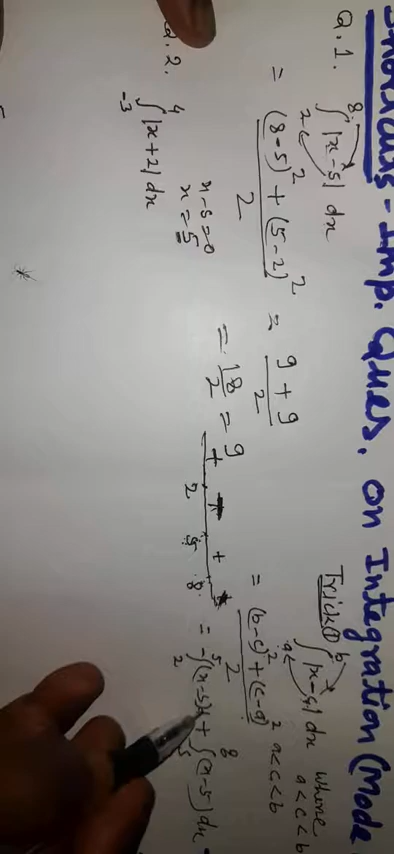 Shortcuts - Imp. Ques. on Integration (Mode
Q.1. ∫₂⁸ |x-5| dx
= ((8-5)² + (5-2)²)/2 = (9+9)/2
= 18/2 = 9
x-5=0
x=5
Trick①
∫ₐᵇ |x-c| dx where a<c<b
= ((b-c)² + (c-a)²)/2 a<c<b
+ - +
2 5 8
= -∫₂⁵ (x-5)dx + ∫₅⁸ (x-5) dx
Q.2. ∫₋₃⁴ |x+2| dx